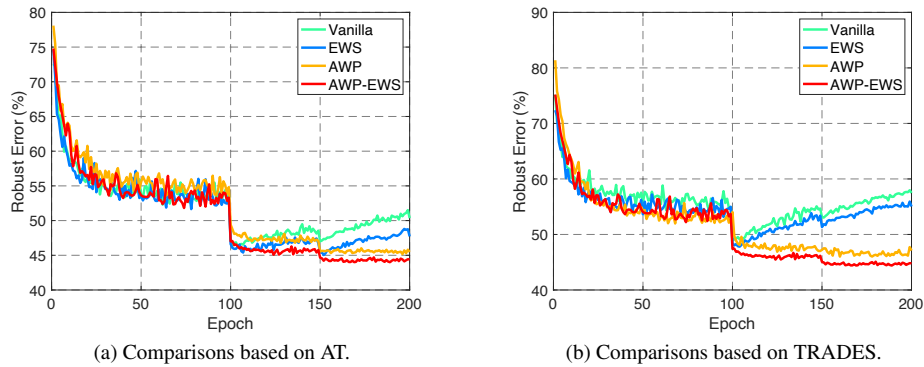 80
75
70
65
60
55
50
45
40
0
50
100
150
200
Robust Error (%)
Epoch
Vanilla
EWS
AWP
AWP-EWS
(a) Comparisons based on AT.
90
80
70
60
50
40
0
50
100
150
200
Robust Error (%)
Epoch
Vanilla
EWS
AWP
AWP-EWS
(b) Comparisons based on TRADES.